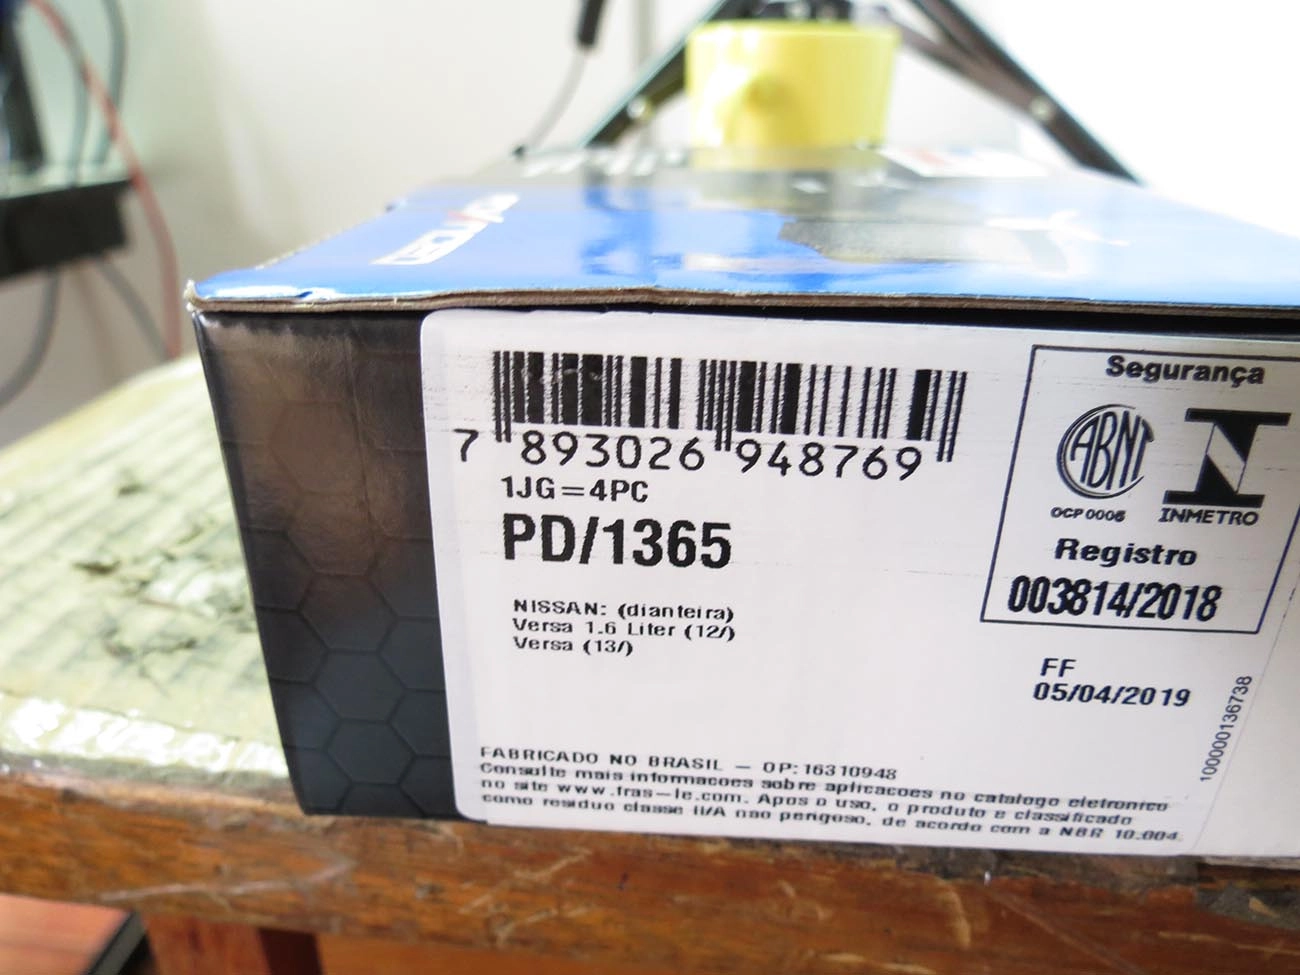 7 893026 948769
1JG=4PC
PD/1365
NISSAN: (dianteira)
Versa 1.6 Liter (12/)
Versa (13/)
Segurança
ABNT
OCP 0005
INMETRO
Registro
003814/2018
FF
05/04/2019
100000136738
FABRICADO NO BRASIL — OP:16310948
Consulte mais informacoes sobre aplicacoes no catalogo eletronico
no site www.fras-le.com. Apos o uso, o produto e classificado
como residuo classe II/A nao perigoso, de acordo com a NBR 10.004.